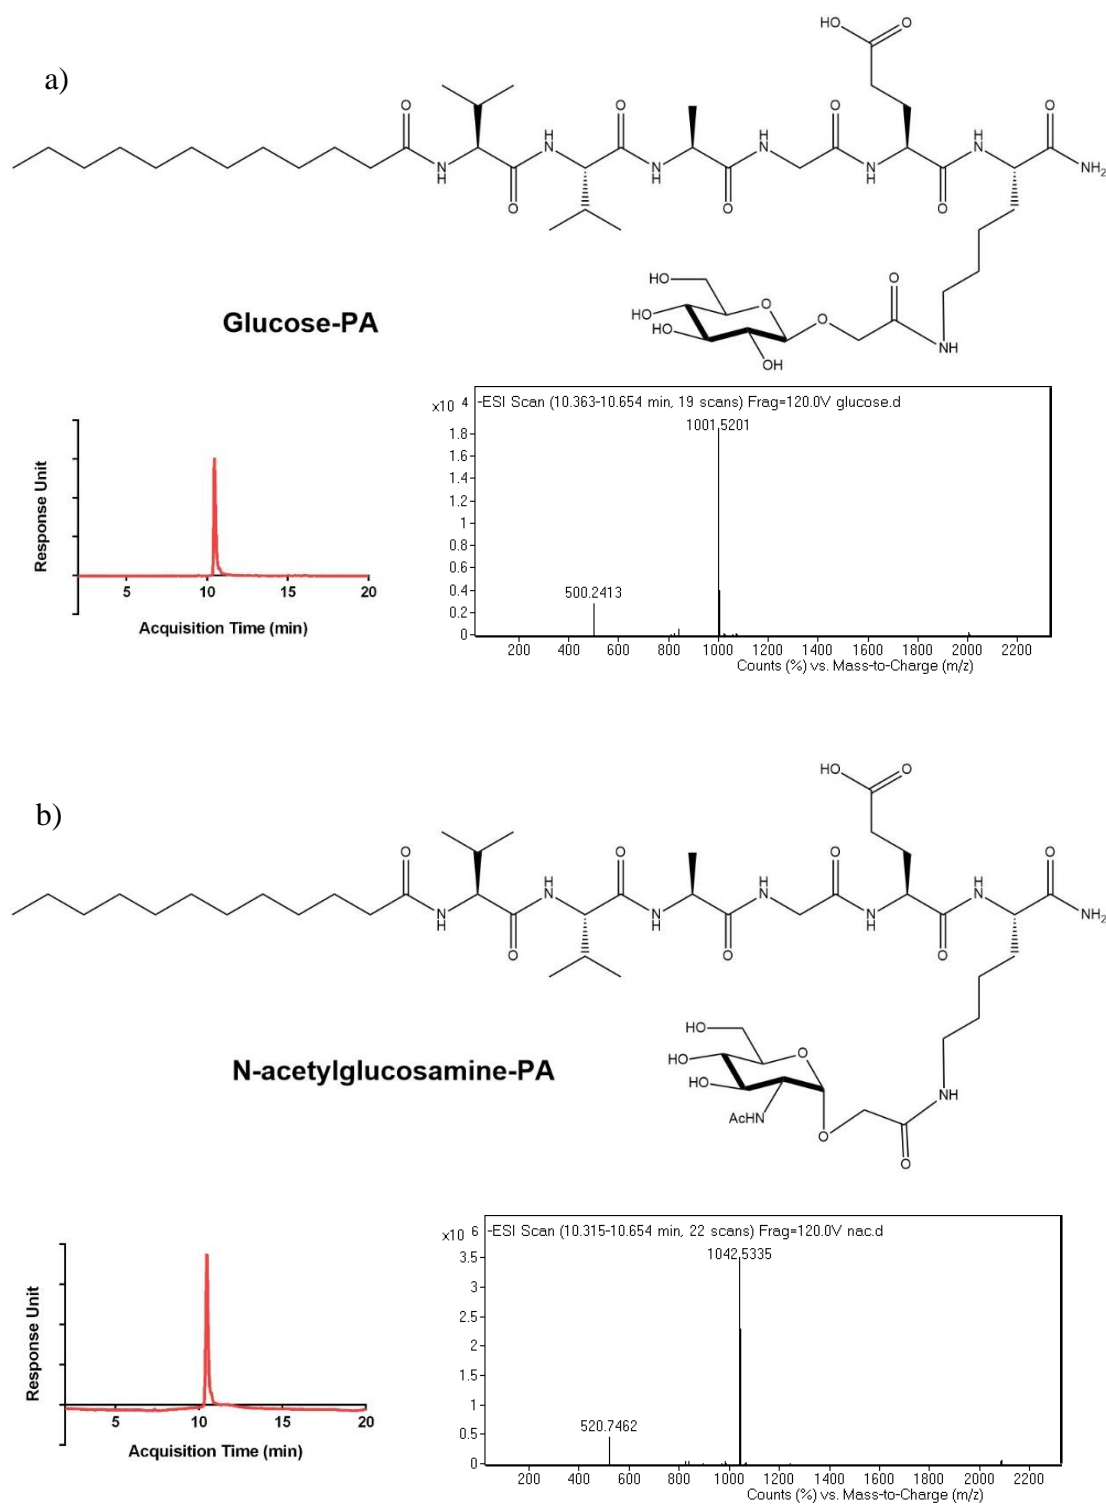 a)
HO
O
O
H
N
O
H
N
O
H
N
O
N
H
O
N
H
O
N
H
O
NH2
HO
O
O
HO
HO
O
NH
OH
Glucose-PA
x10 4
-ESI Scan (10.363-10.654 min, 19 scans) Frag=120.0V glucose.d
1001.5201
1.8
1.6
1.4
1.2
1
0.8
0.6
0.4
0.2
0
500.2413
200 400 600 800 1000 1200 1400 1600 1800 2000 2200
Counts (%) vs. Mass-to-Charge (m/z)
Response Unit
5 10 15 20
Acquisition Time (min)
b)
HO
O
O
H
N
O
H
N
O
H
N
O
N
H
O
N
H
O
N
H
O
NH2
HO
O
HO
HO
NH
AcHN
O
O
N-acetylglucosamine-PA
x10 6
-ESI Scan (10.315-10.654 min, 22 scans) Frag=120.0V nac.d
1042.5335
3.5
3
2.5
2
1.5
1
0.5
0
520.7462
200 400 600 800 1000 1200 1400 1600 1800 2000 2200
Counts (%) vs. Mass-to-Charge (m/z)
Response Unit
5 10 15 20
Acquisition Time (min)